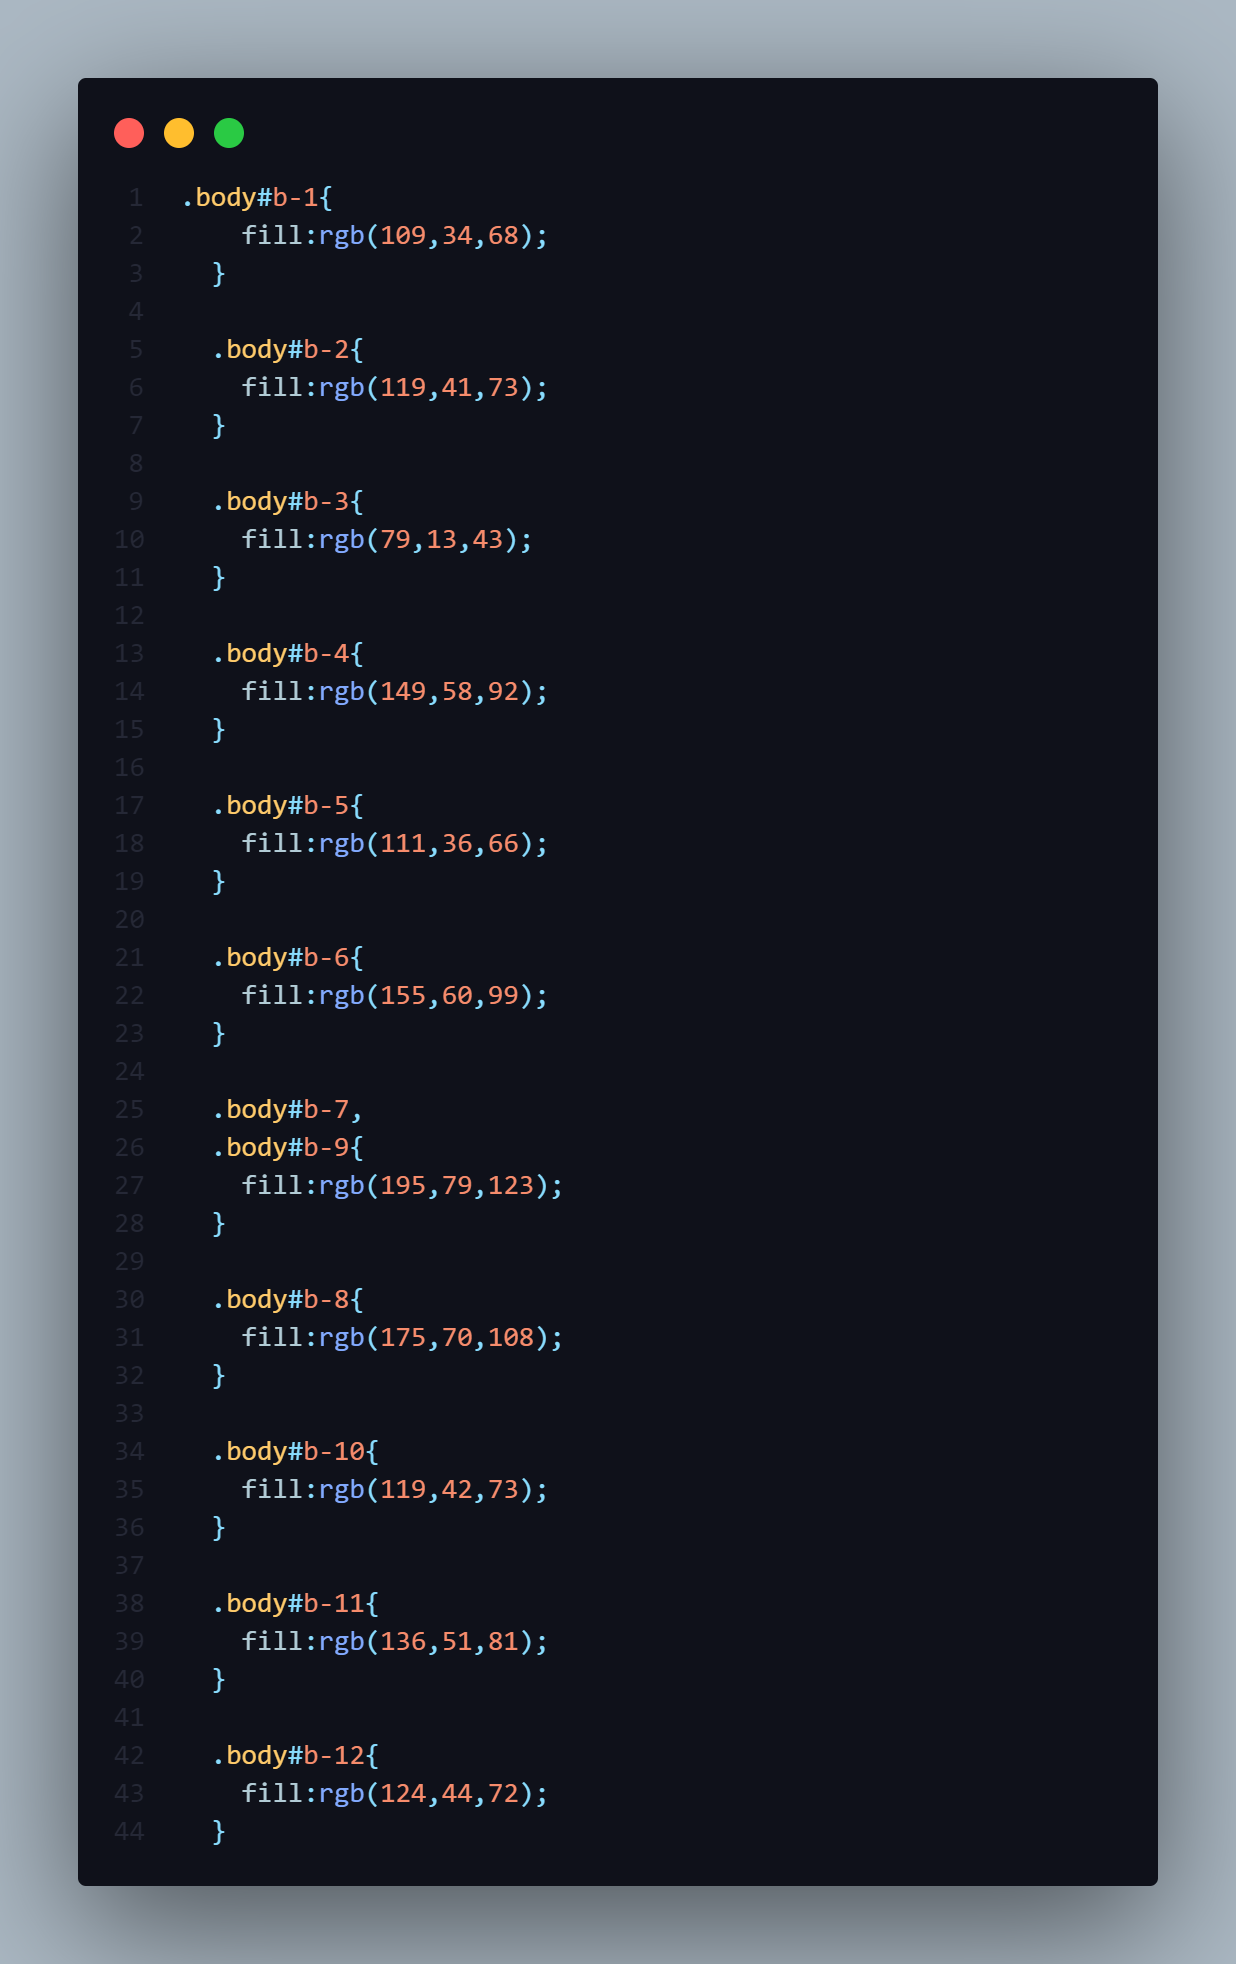 1 .body#b-1{
2 fill:rgb(109,34,68);
3 }
4
5 .body#b-2{
6 fill:rgb(119,41,73);
7 }
8
9 .body#b-3{
10 fill:rgb(79,13,43);
11 }
12
13 .body#b-4{
14 fill:rgb(149,58,92);
15 }
16
17 .body#b-5{
18 fill:rgb(111,36,66);
19 }
20
21 .body#b-6{
22 fill:rgb(155,60,99);
23 }
24
25 .body#b-7,
26 .body#b-9{
27 fill:rgb(195,79,123);
28 }
29
30 .body#b-8{
31 fill:rgb(175,70,108);
32 }
33
34 .body#b-10{
35 fill:rgb(119,42,73);
36 }
37
38 .body#b-11{
39 fill:rgb(136,51,81);
40 }
41
42 .body#b-12{
43 fill:rgb(124,44,72);
44 }